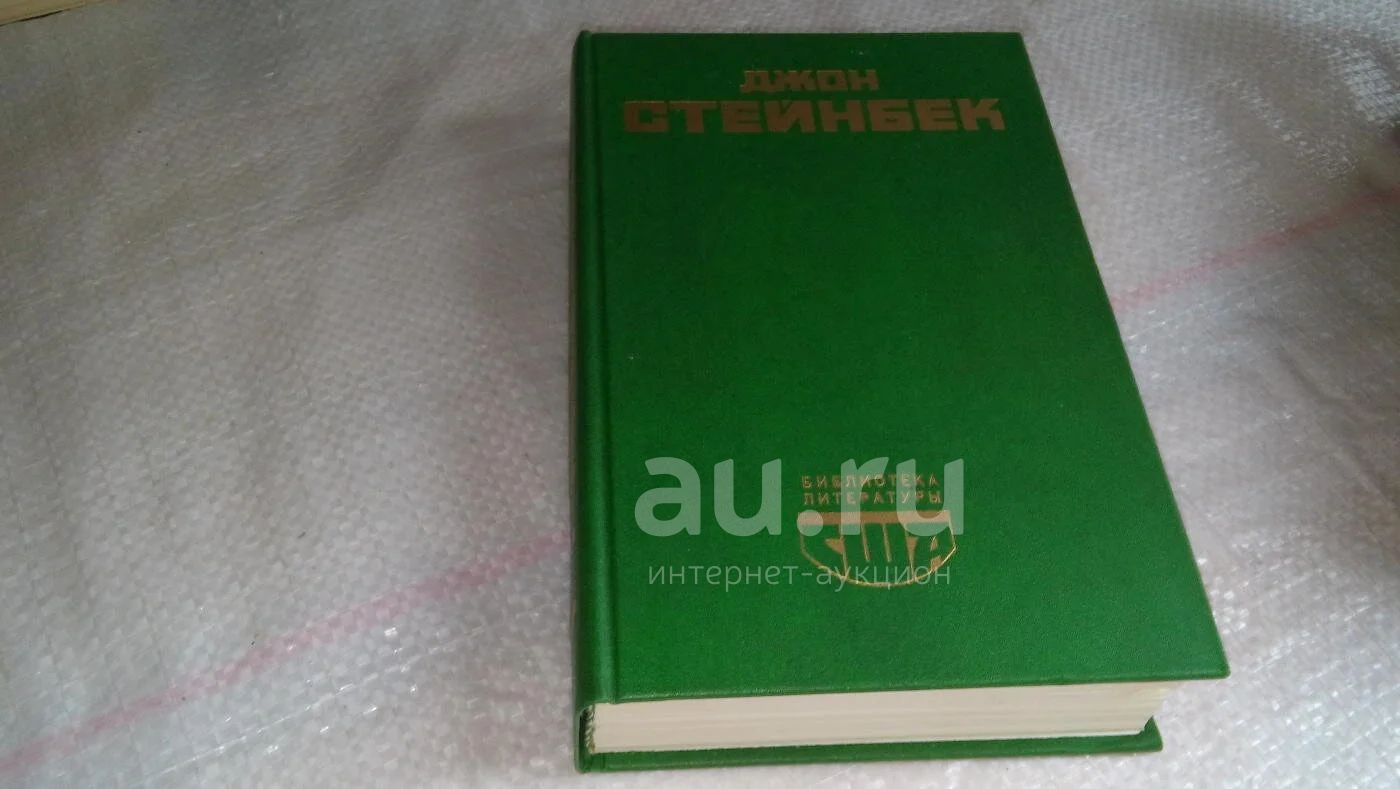 ДЖОН
СТЕЙНБЕК
БИБЛИОТЕКА
ЛИТЕРАТУРЫ
США
au.ru
интернет-аукцион